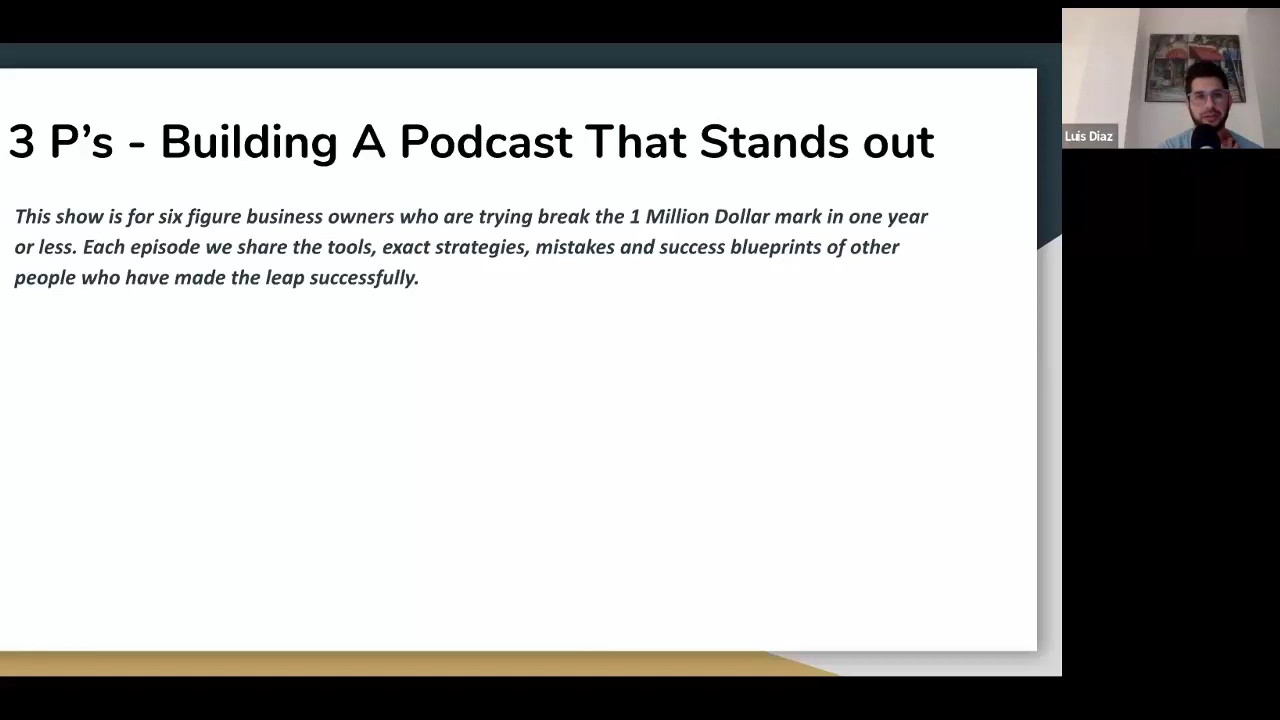 3 P’s - Building A Podcast That Stands out
This show is for six figure business owners who are trying break the 1 Million Dollar mark in one year
or less. Each episode we share the tools, exact strategies, mistakes and success blueprints of other
people who have made the leap successfully.
Luis Diaz